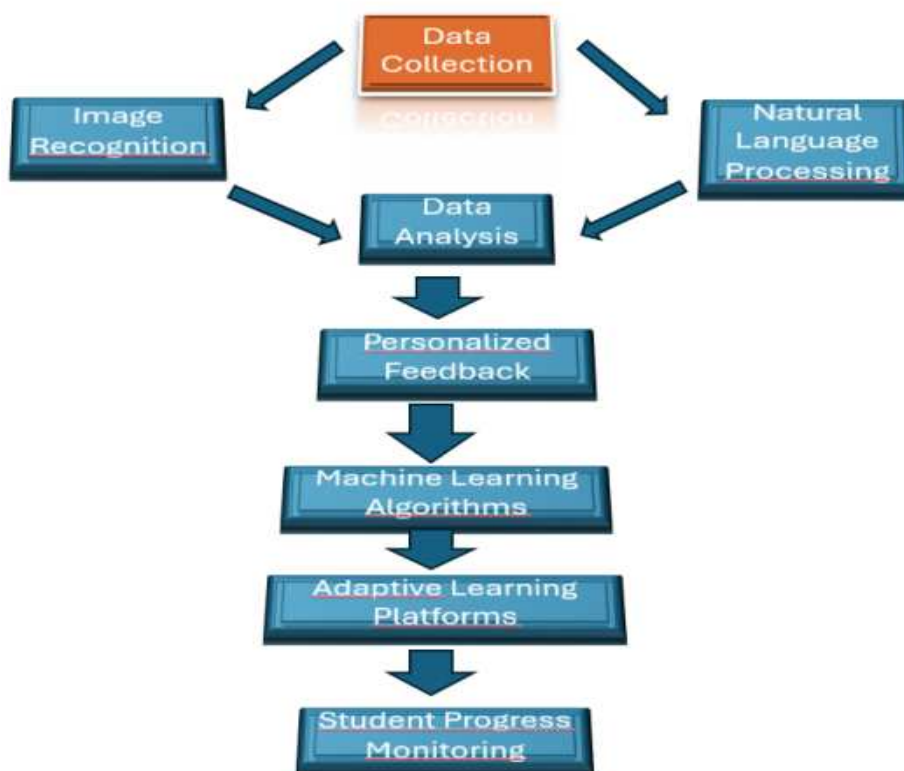 Data
Collection
Image
Recognition
Natural
Language
Processing
Data
Analysis
Personalized
Feedback
Machine Learning
Algorithms
Adaptive Learning
Platforms
Student Progress
Monitoring